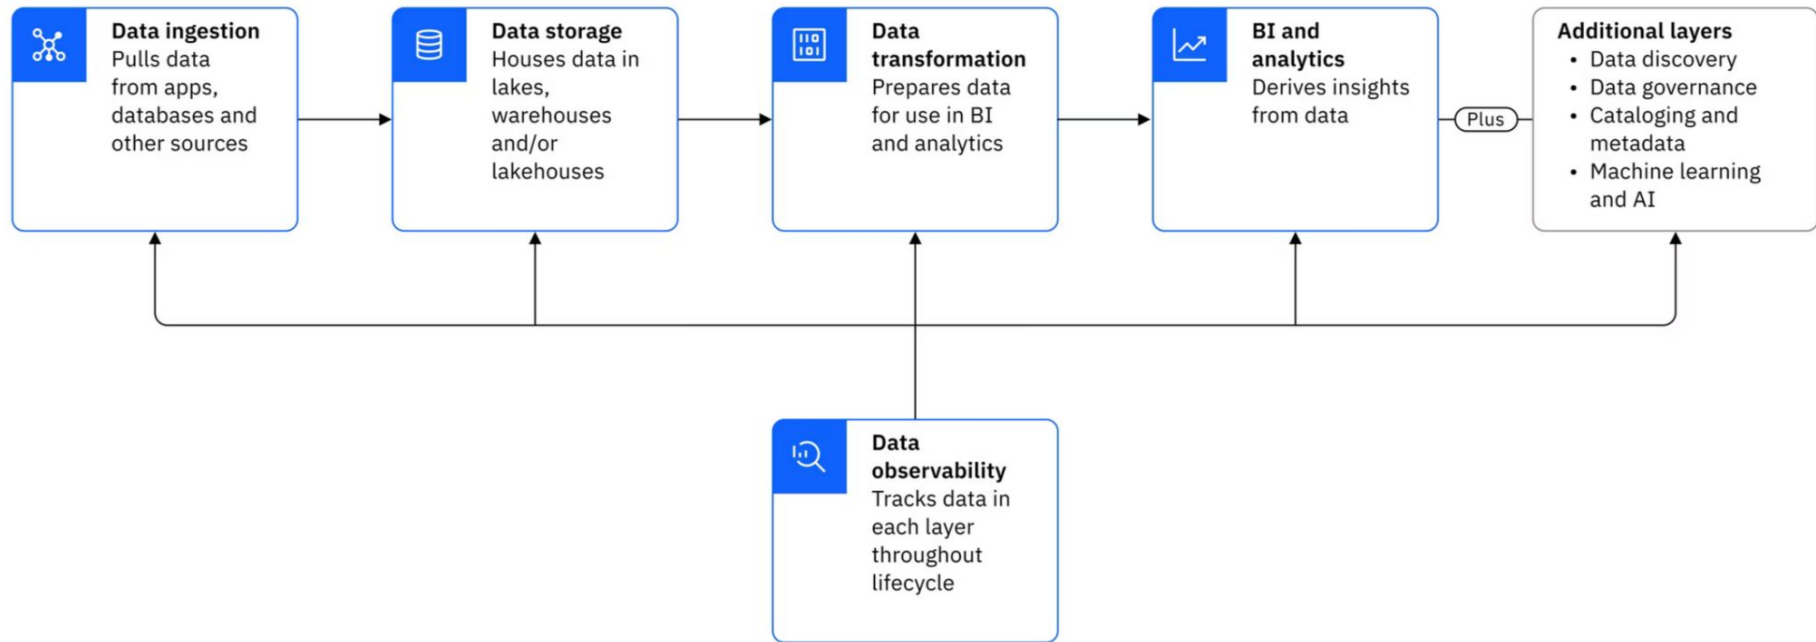 Data ingestion
Pulls data
from apps,
databases and
other sources
Data storage
Houses data in
lakes,
warehouses
and/or
lakehouses
Data
transformation
Prepares data
for use in BI
and analytics
BI and
analytics
Derives insights
from data
Plus
Additional layers
• Data discovery
• Data governance
• Cataloging and
metadata
• Machine learning
and AI
Data
observability
Tracks data in
each layer
throughout
lifecycle